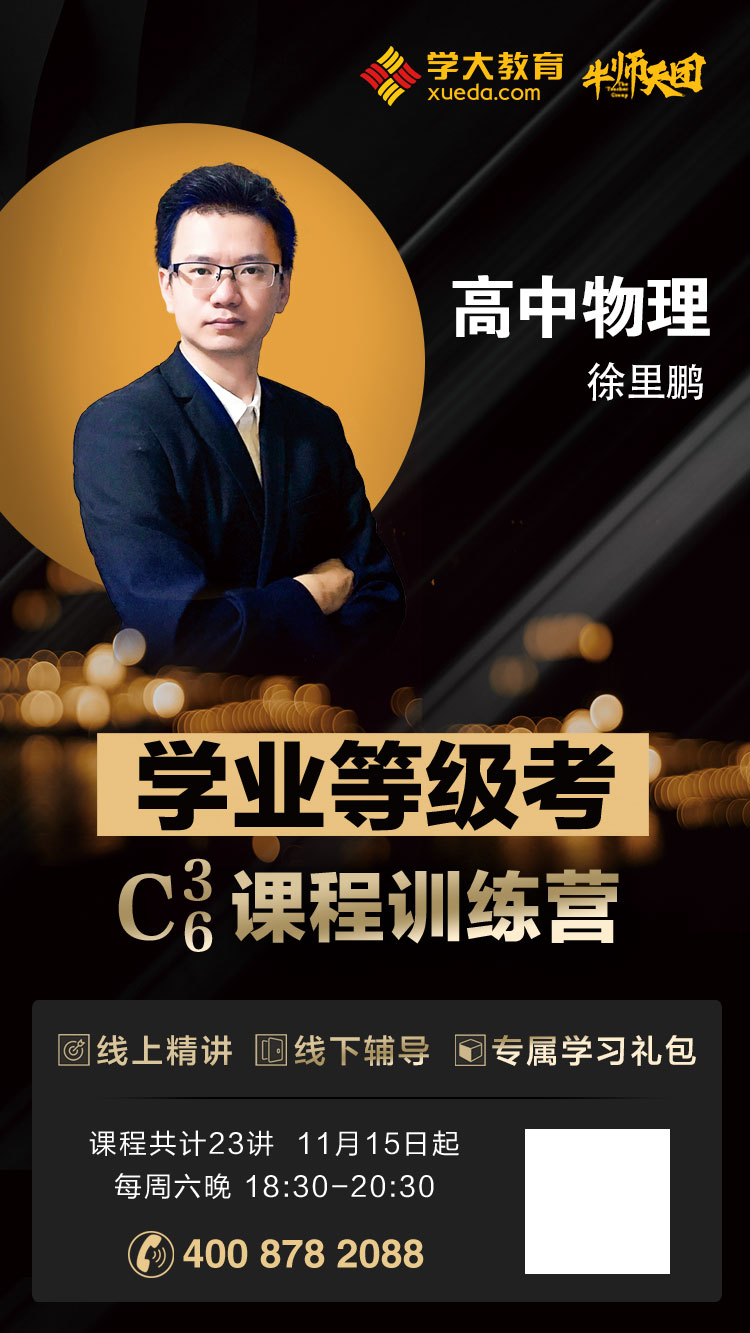 学大教育
xueda.com
牛师天团
The
Teacher
Group
高中物理
徐里鹏
学业等级考
C 3 6 课程训练营
线上精讲 线下辅导 专属学习礼包
课程共计23讲 11月15日起
每周六晚 18:30-20:30
400 878 2088